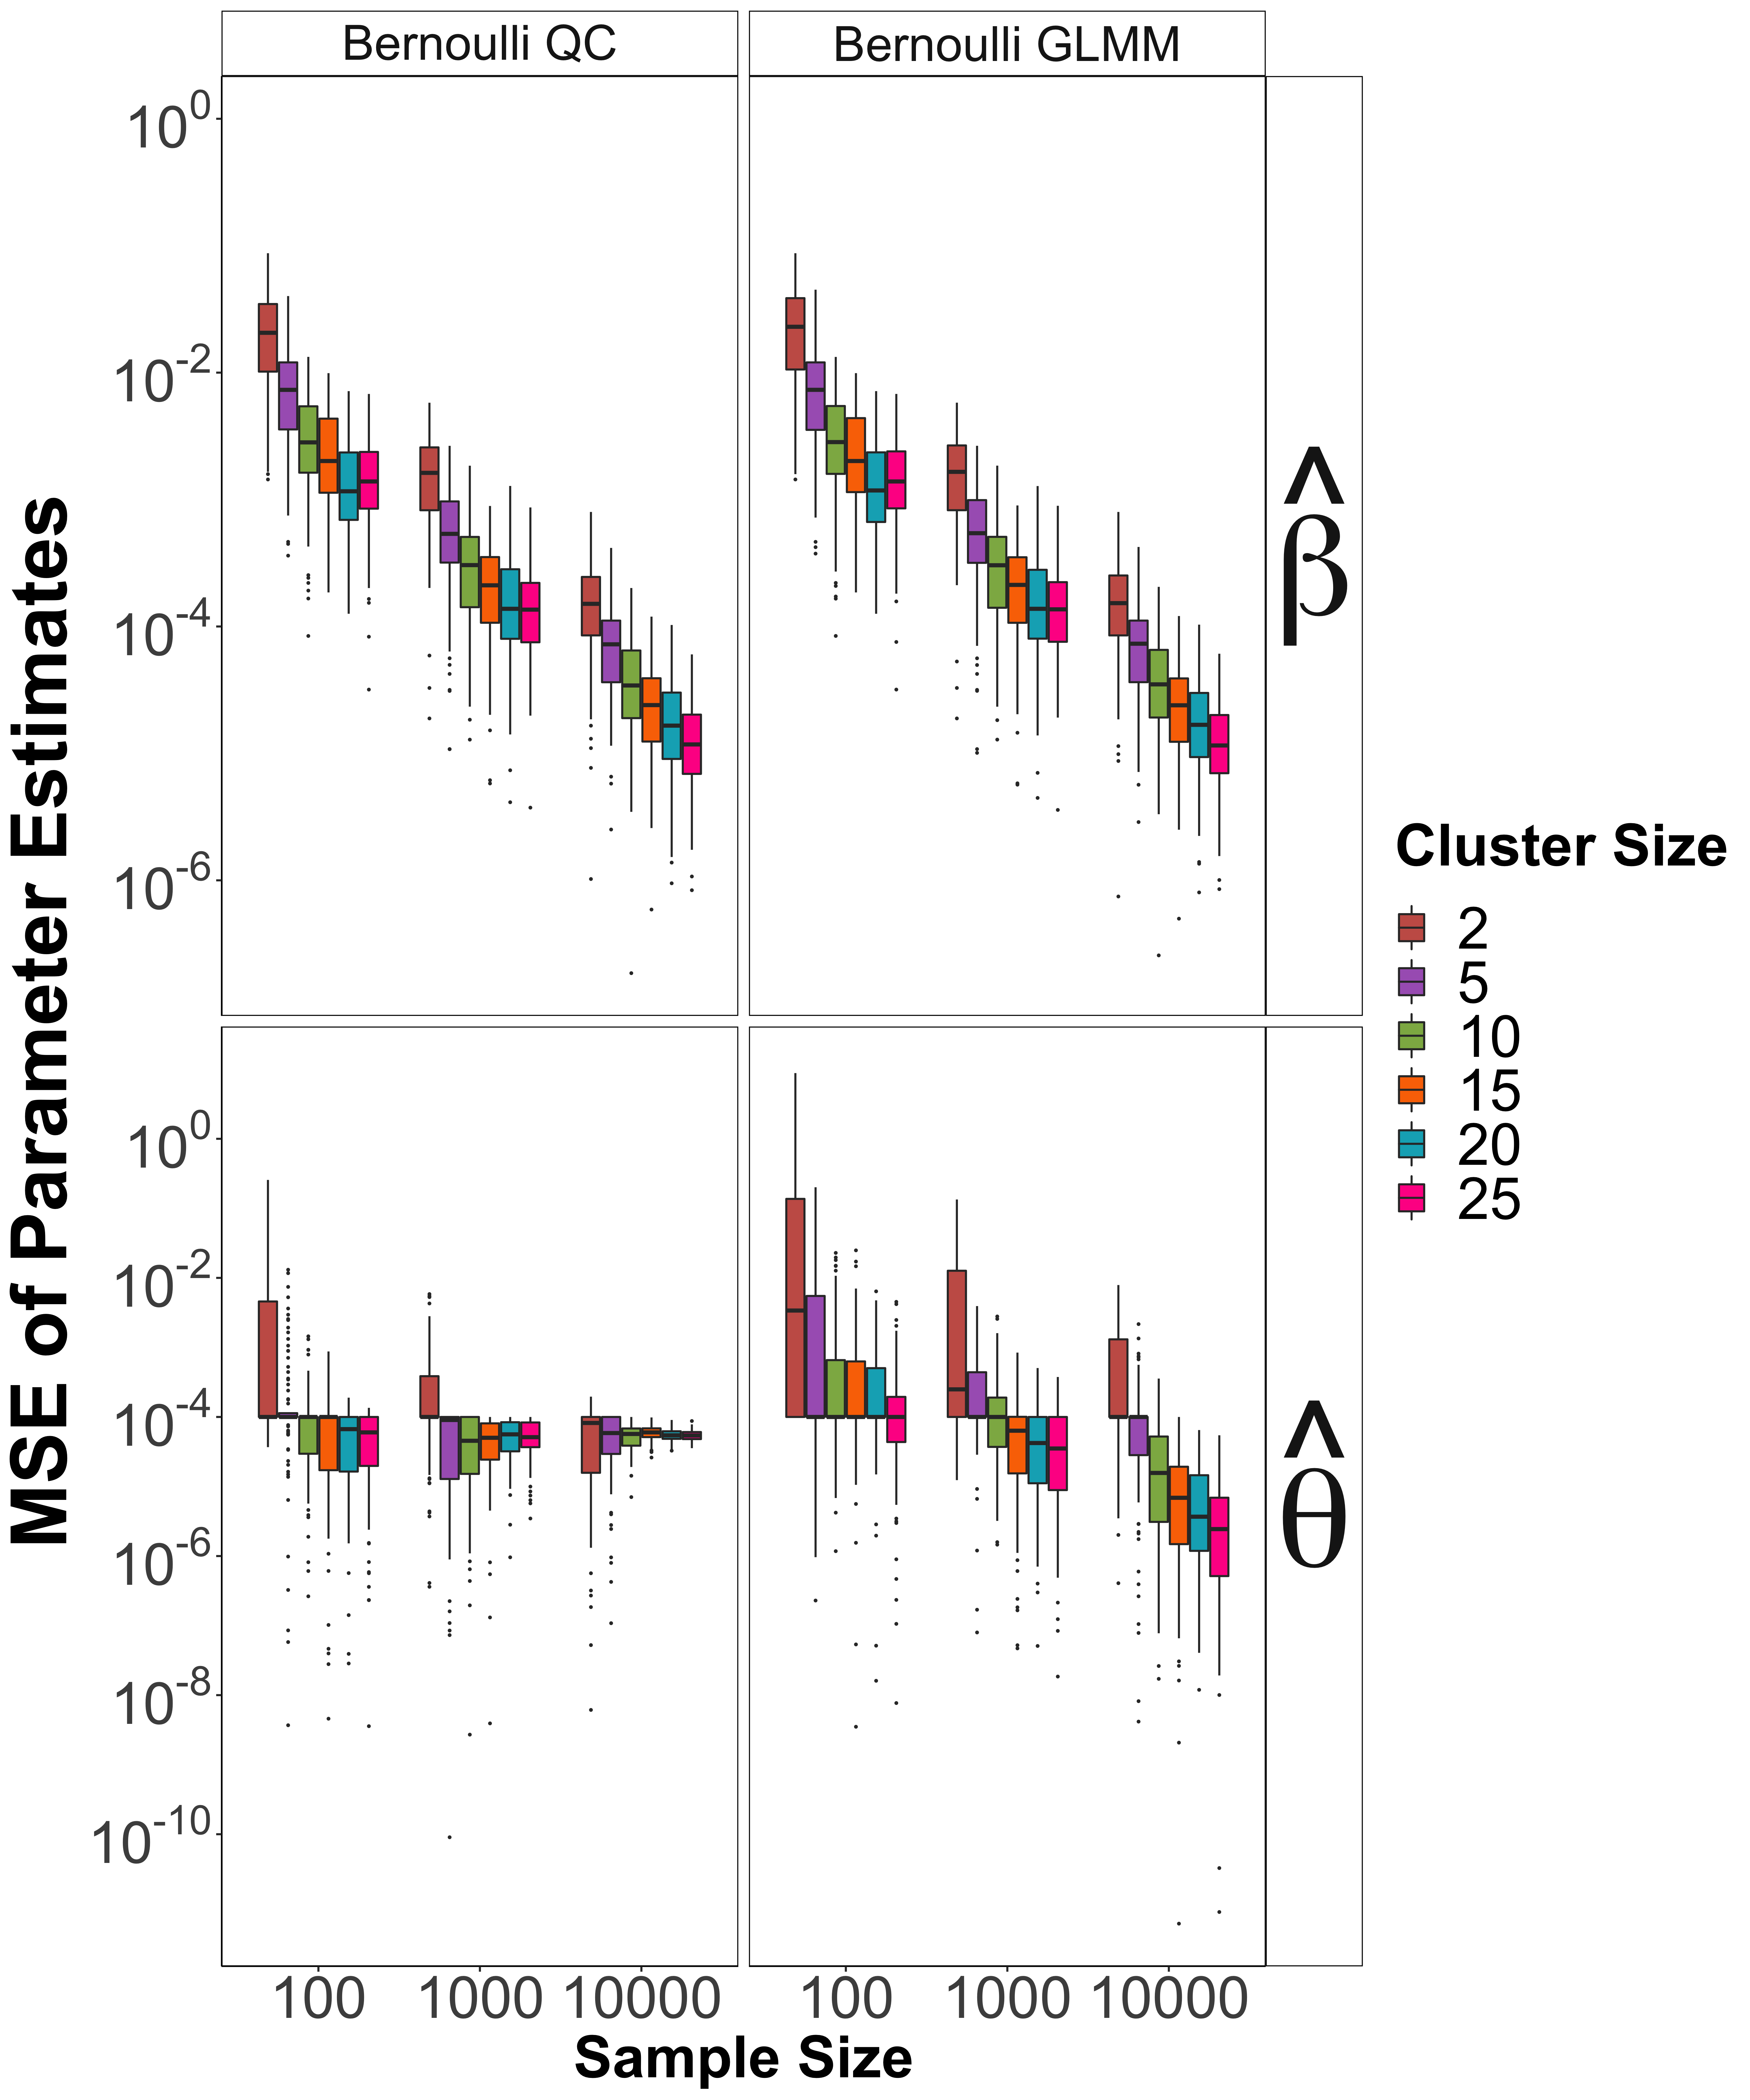 Bernoulli QC
Bernoulli GLMM
MSE of Parameter Estimates
10^0
10^-2
10^-4
10^-6
β̂
10^0
10^-2
10^-4
10^-6
10^-8
10^-10
θ̂
100 1000 10000
100 1000 10000
Sample Size
Cluster Size
2
5
10
15
20
25